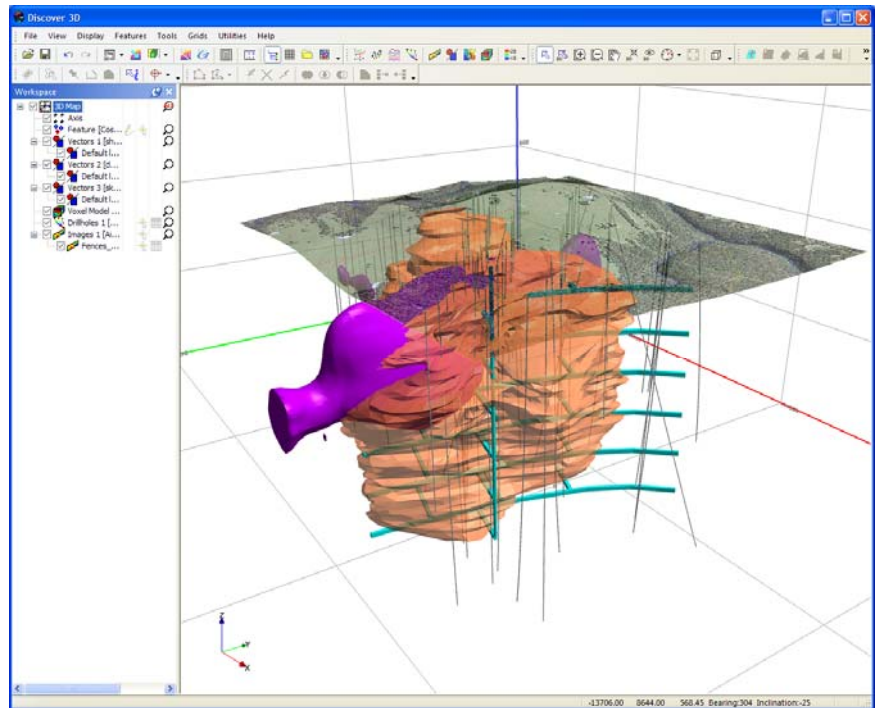 Discover 3D
File View Display Features Tools Grids Utilities Help
Workspace
3D Map
Axis
Feature [Cos...
Vectors 1 [sh...
Default l...
Vectors 2 [d...
Default l...
Vectors 3 [sk...
Default l...
Voxel Model ...
Drillholes 1 [...
Images 1 [A...
Fences_...
Z
Y
X
-13706.00 8644.00 568.45 Bearing:304 Inclination:-25